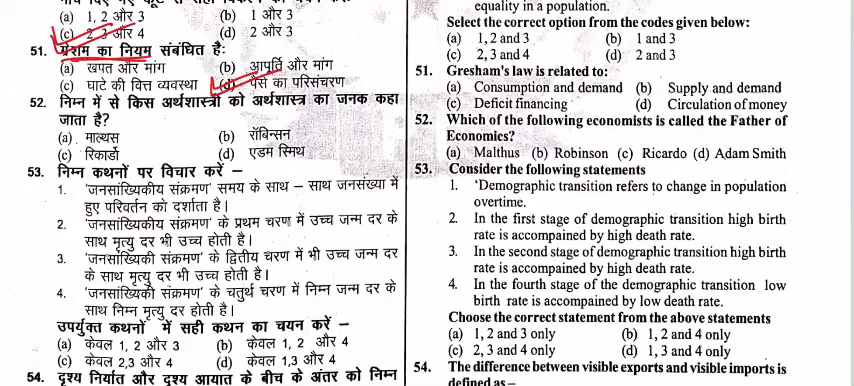 (a) 1, 2 और 3 (b) 1 और 3
(c) 2, 3 और 4 (d) 2 और 3
51. ग्रेशम का नियम संबंधित है:
(a) खपत और मांग (b) आपूर्ति और मांग
(c) घाटे की वित्त व्यवस्था (d) पैसे का परिसंचरण
52. निम्न में से किस अर्थशास्त्री को अर्थशास्त्र का जनक कहा
जाता है?
(a) माल्थस (b) रॉबिन्सन
(c) रिकार्डो (d) एडम स्मिथ
53. निम्न कथनों पर विचार करें –
1. 'जनसांख्यिकीय संक्रमण' समय के साथ – साथ जनसंख्या में
हुए परिवर्तन को दर्शाता है।
2. 'जनसांख्यिकीय संक्रमण' के प्रथम चरण में उच्च जन्म दर के
साथ मृत्यु दर भी उच्च होती है।
3. 'जनसांख्यिकी संक्रमण' के द्वितीय चरण में भी उच्च जन्म दर
के साथ मृत्यु दर भी उच्च होती है।
4. 'जनसांख्यिकी संक्रमण' के चतुर्थ चरण में निम्न जन्म दर के
साथ निम्न मृत्यु दर होती है।
उपर्युक्त कथनों में सही कथन का चयन करें –
(a) केवल 1, 2 और 3 (b) केवल 1, 2 और 4
(c) केवल 2,3 और 4 (d) केवल 1,3 और 4
54. दृश्य निर्यात और दृश्य आयात के बीच के अंतर को निम्न
equality in a population.
Select the correct option from the codes given below:
(a) 1, 2 and 3 (b) 1 and 3
(c) 2, 3 and 4 (d) 2 and 3
51. Gresham's law is related to:
(a) Consumption and demand (b) Supply and demand
(c) Deficit financing (d) Circulation of money
52. Which of the following economists is called the Father of
Economics?
(a) Malthus (b) Robinson (c) Ricardo (d) Adam Smith
53. Consider the following statements
1. 'Demographic transition refers to change in population
overtime.
2. In the first stage of demographic transition high birth
rate is accompained by high death rate.
3. In the second stage of demographic transition high birth
rate is accompained by high death rate.
4. In the fourth stage of the demographic transition low
birth rate is accompained by low death rate.
Choose the correct statement from the above statements
(a) 1, 2 and 3 only (b) 1, 2 and 4 only
(c) 2, 3 and 4 only (d) 1, 3 and 4 only
54. The difference between visible exports and visible imports is
defined as –